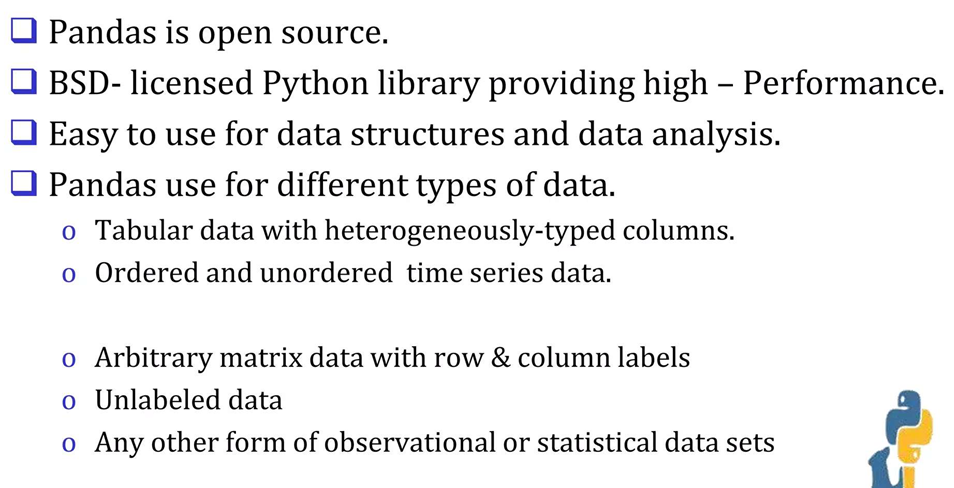 Pandas is open source.
BSD- licensed Python library providing high – Performance.
Easy to use for data structures and data analysis.
Pandas use for different types of data.
o Tabular data with heterogeneously-typed columns.
o Ordered and unordered  time series data.
o Arbitrary matrix data with row & column labels
o Unlabeled data
o Any other form of observational or statistical data sets